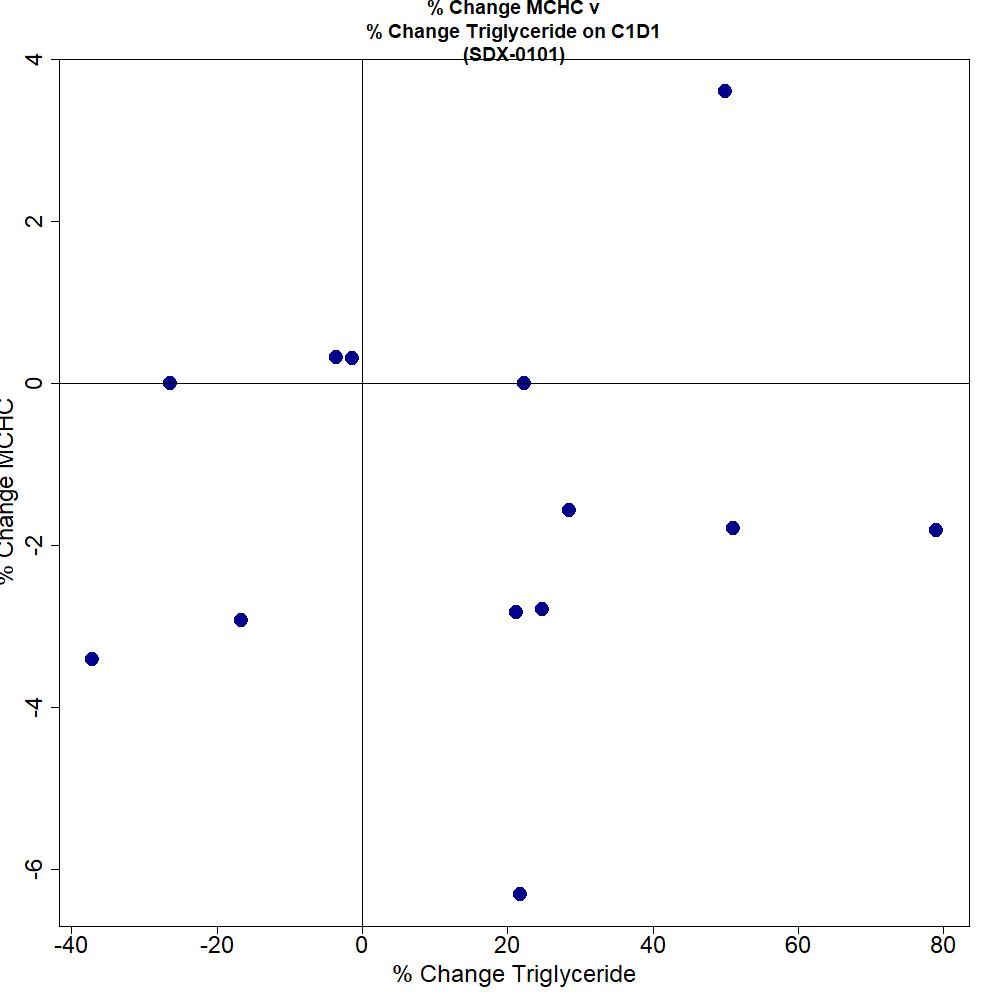 % Change MCHC v
% Change Triglyceride on C1D1
(SDX-0101)
4
2
0
-2
-4
-6
% Change MCHC
-40
-20
0
20
40
60
80
% Change Triglyceride